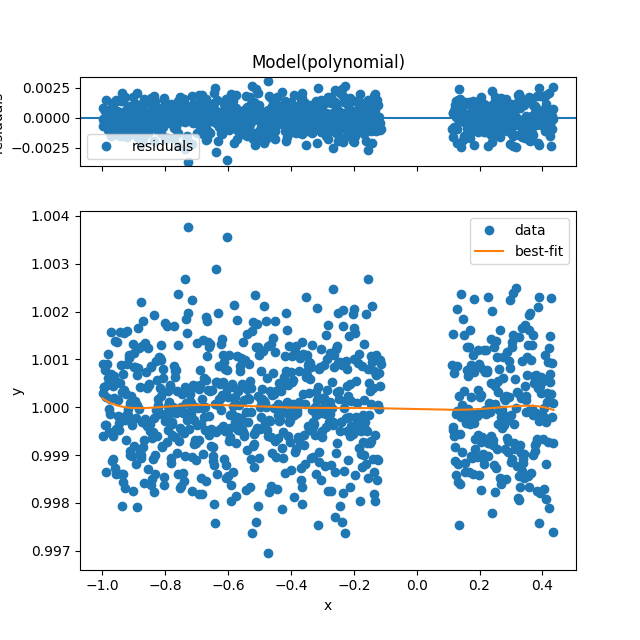 Model(polynomial)
0.0025
0.0000
−0.0025
residuals
1.004
1.003
1.002
1.001
1.000
0.999
0.998
0.997
y
data
best-fit
−1.0 −0.8 −0.6 −0.4 −0.2 0.0 0.2 0.4
x